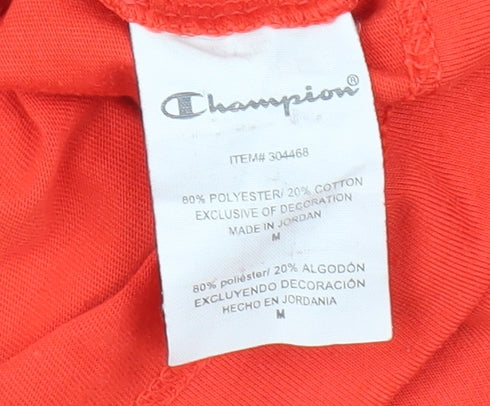 Champion®
ITEM# 304468
80% POLYESTER/ 20% COTTON
EXCLUSIVE OF DECORATION
MADE IN JORDAN
M
80% poliéster/ 20% ALGODÓN
EXCLUYENDO DECORACIÓN
HECHO EN JORDANIA
M